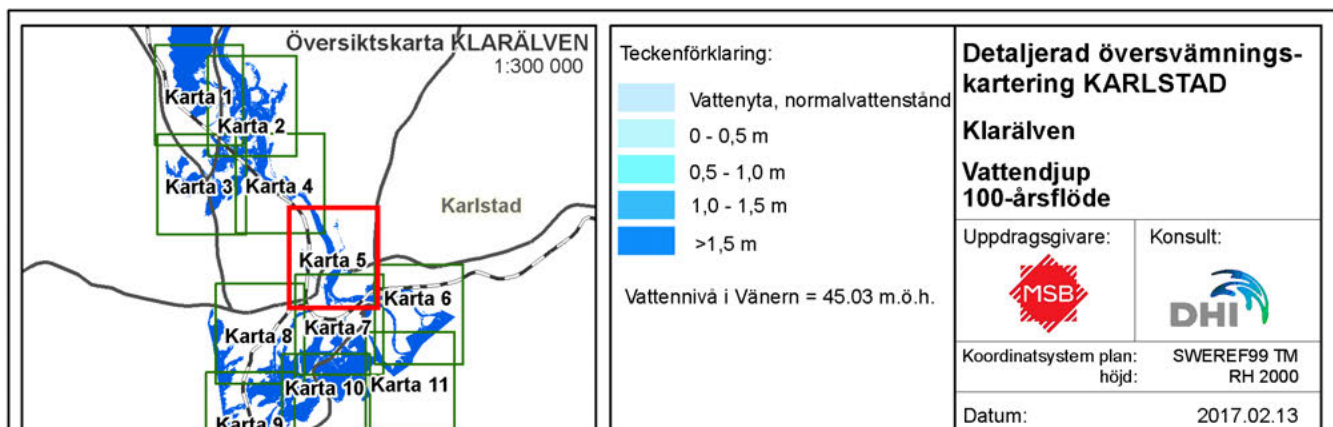 Översiktskarta KLARÄLVEN
1:300 000
Karta 1
Karta 2
Karta 3
Karta 4
Karlstad
Karta 5
Karta 6
Karta 7
Karta 8
Karta 10
Karta 11
Karta 9
Teckenförklaring:
Vattenyta, normalvattenstånd
0 - 0,5 m
0,5 - 1,0 m
1,0 - 1,5 m
>1,5 m
Vattennivå i Vänern = 45.03 m.ö.h.
Detaljerad översvämnings-
kartering KARLSTAD
Klarälven
Vattendjup
100-årsflöde
Uppdragsgivare:
Konsult:
MSB
DHI
Koordinatsystem plan: SWEREF99 TM
höjd: RH 2000
Datum: 2017.02.13